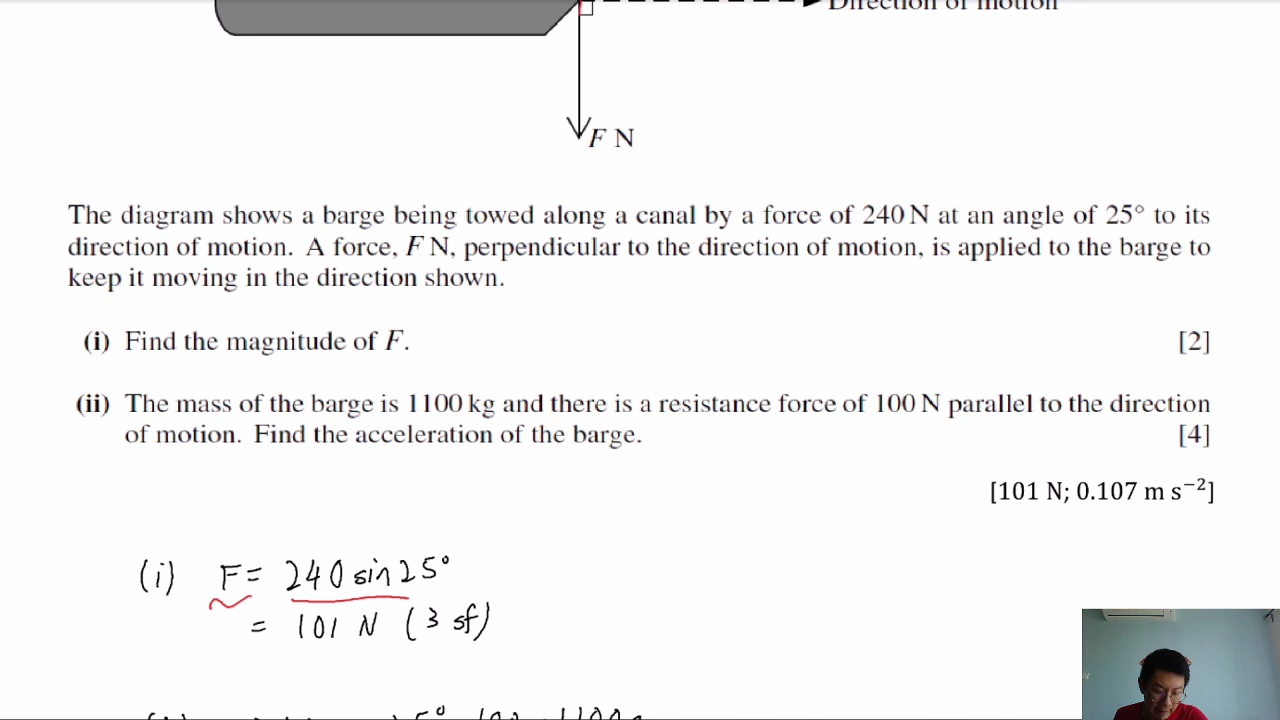 Direction of motion
F N
The diagram shows a barge being towed along a canal by a force of 240 N at an angle of 25° to its
direction of motion. A force, F N, perpendicular to the direction of motion, is applied to the barge to
keep it moving in the direction shown.
(i) Find the magnitude of F. [2]
(ii) The mass of the barge is 1100 kg and there is a resistance force of 100 N parallel to the direction
of motion. Find the acceleration of the barge. [4]
[101 N; 0.107 m s⁻²]
(i) F = 240 sin 25°
= 101 N (3 sf)